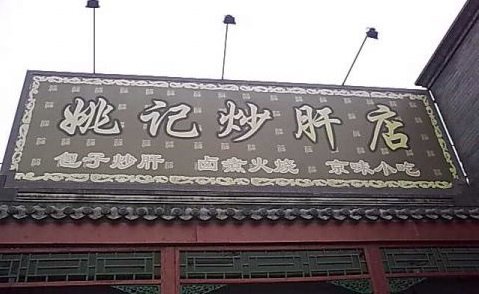 姚记炒肝店
包子炒肝 卤煮火烧 京味小吃